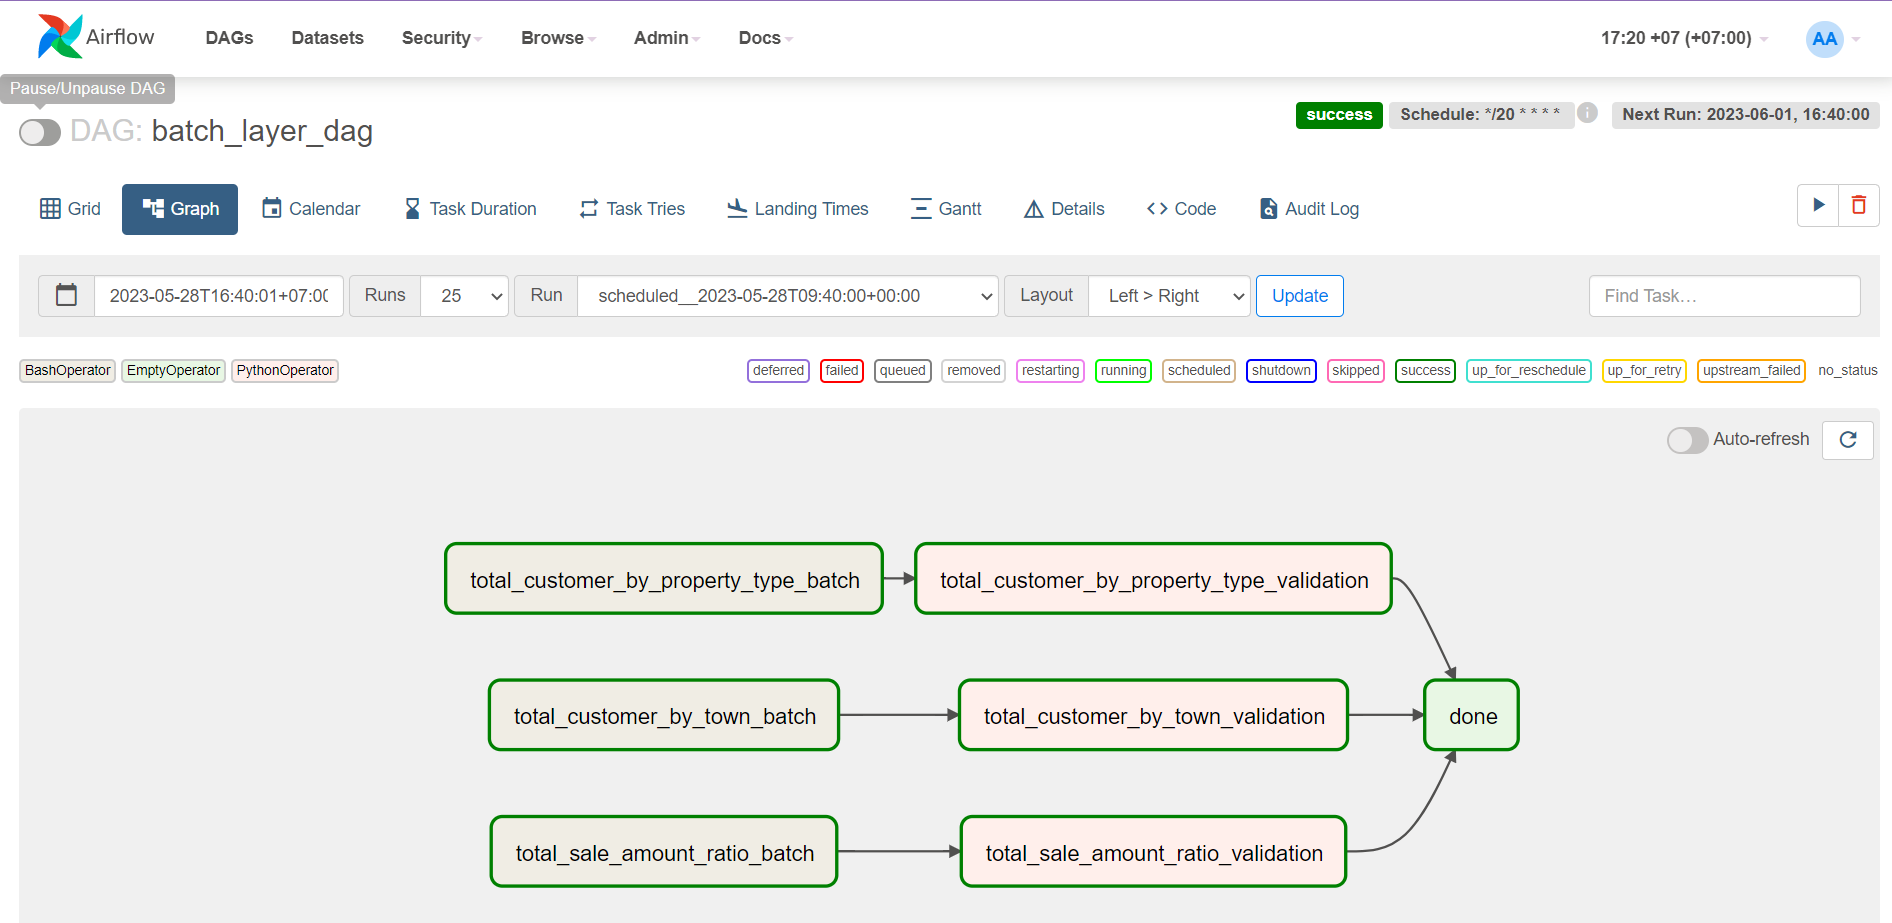 Airflow DAGs Datasets Security Browse Admin Docs 17:20 +07 (+07:00) AA
Pause/Unpause DAG
DAG: batch_layer_dag success Schedule: */20 * * * * i Next Run: 2023-06-01, 16:40:00
Grid Graph Calendar Task Duration Task Tries Landing Times Gantt Details Code Audit Log
2023-05-28T16:40:01+07:00 Runs 25 Run scheduled__2023-05-28T09:40:00+00:00 Layout Left > Right Update Find Task…
BashOperator EmptyOperator PythonOperator deferred failed queued removed restarting running scheduled shutdown skipped success up_for_reschedule up_for_retry upstream_failed no_status
Auto-refresh
total_customer_by_property_type_batch total_customer_by_property_type_validation
total_customer_by_town_batch total_customer_by_town_validation done
total_sale_amount_ratio_batch total_sale_amount_ratio_validation